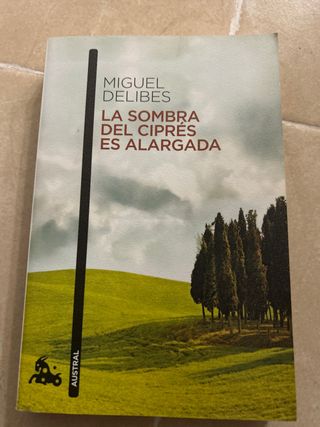 MIGUEL
DELIBES
LA SOMBRA
DEL CIPRÉS
ES ALARGADA
AUSTRAL